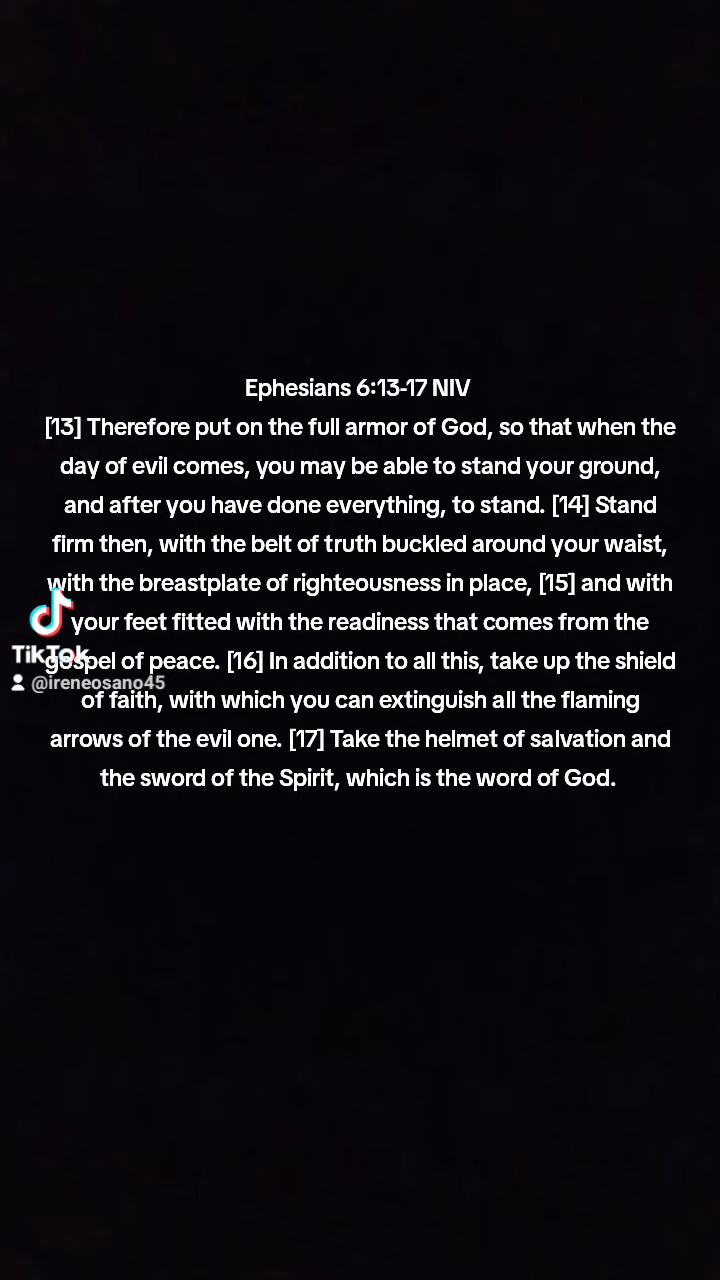 Ephesians 6:13-17 NIV
[13] Therefore put on the full armor of God, so that when the
day of evil comes, you may be able to stand your ground,
and after you have done everything, to stand. [14] Stand
firm then, with the belt of truth buckled around your waist,
with the breastplate of righteousness in place, [15] and with
your feet fitted with the readiness that comes from the
gospel of peace. [16] In addition to all this, take up the shield
of faith, with which you can extinguish all the flaming
arrows of the evil one. [17] Take the helmet of salvation and
the sword of the Spirit, which is the word of God.
TikTok
@ireneosano45